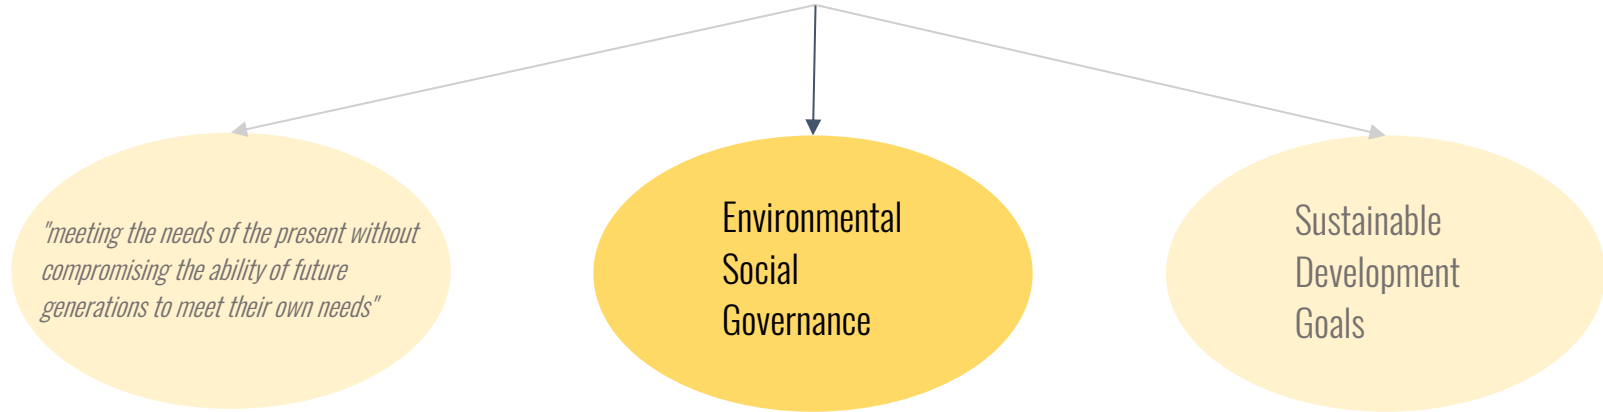 "meeting the needs of the present without
compromising the ability of future
generations to meet their own needs"
Environmental
Social
Governance
Sustainable
Development
Goals